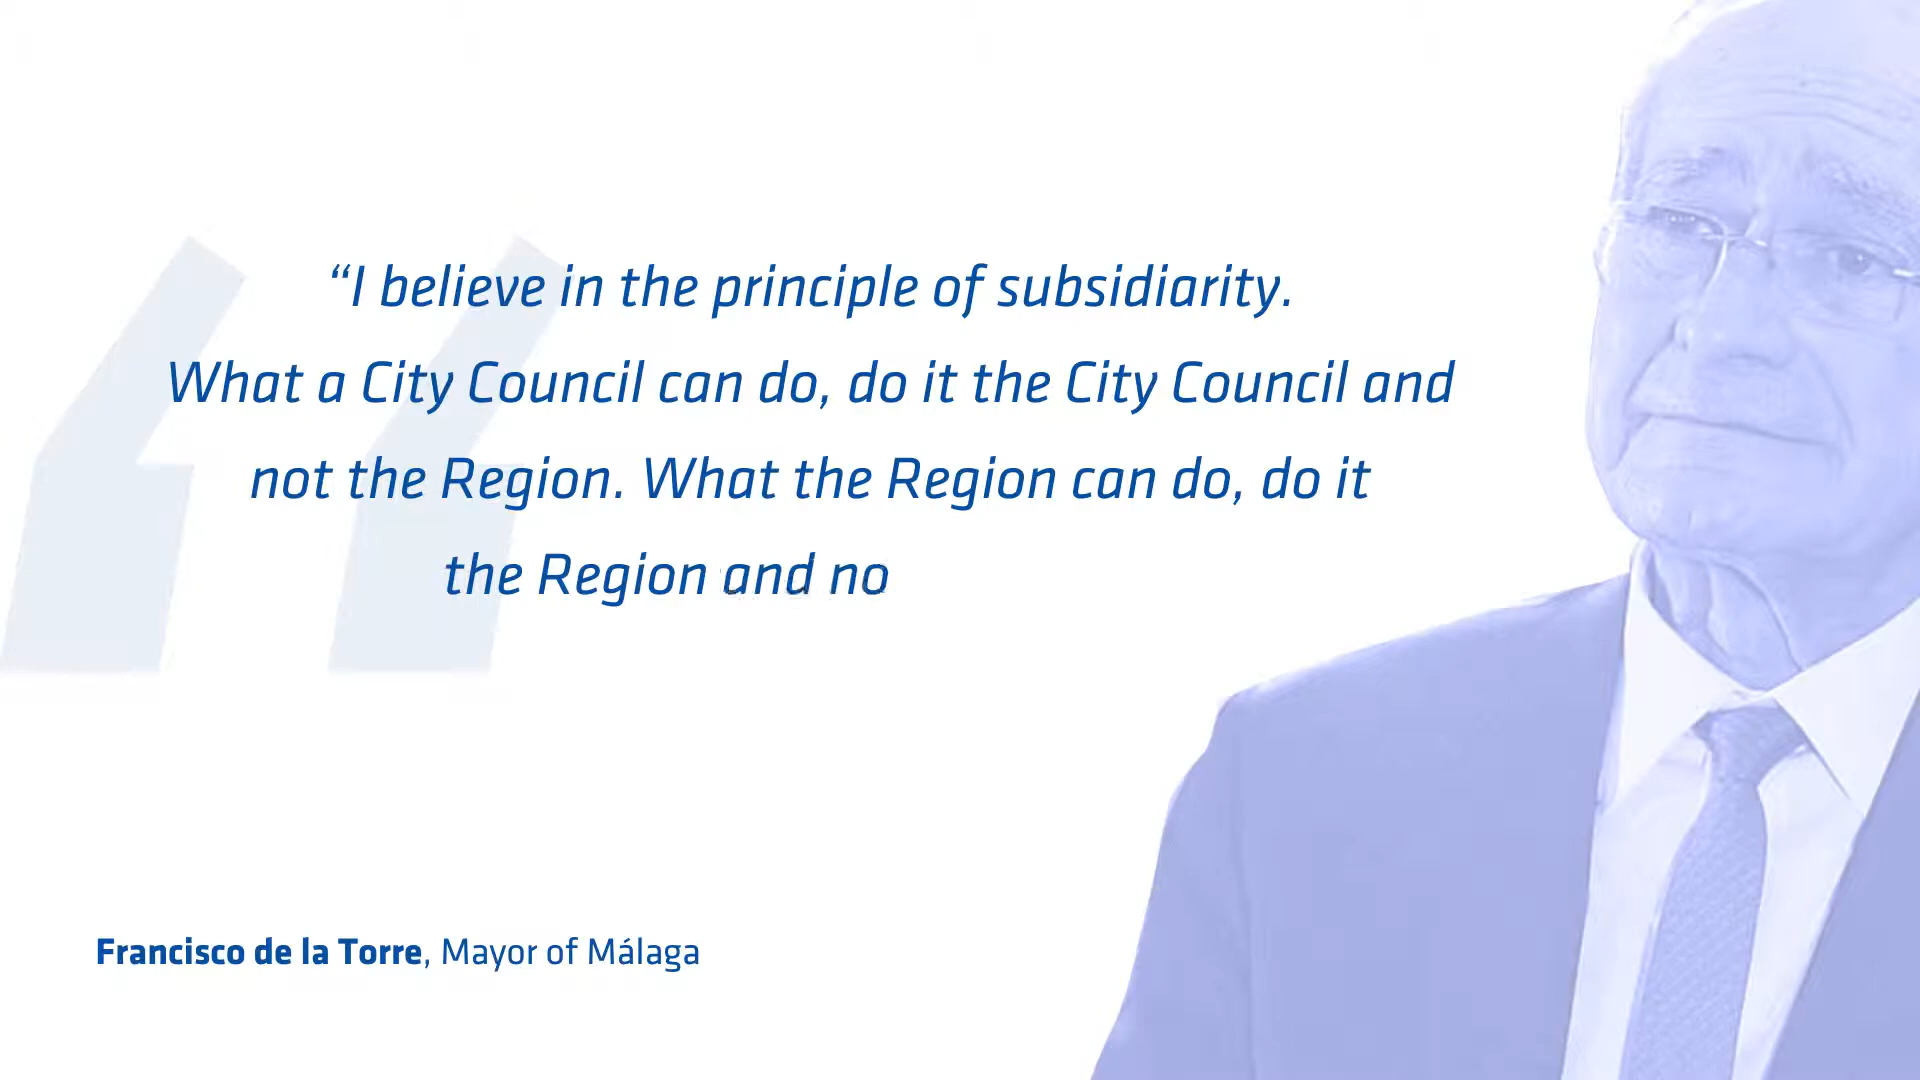 “I believe in the principle of subsidiarity.
What a City Council can do, do it the City Council and
not the Region. What the Region can do, do it
the Region and no
Francisco de la Torre, Mayor of Málaga